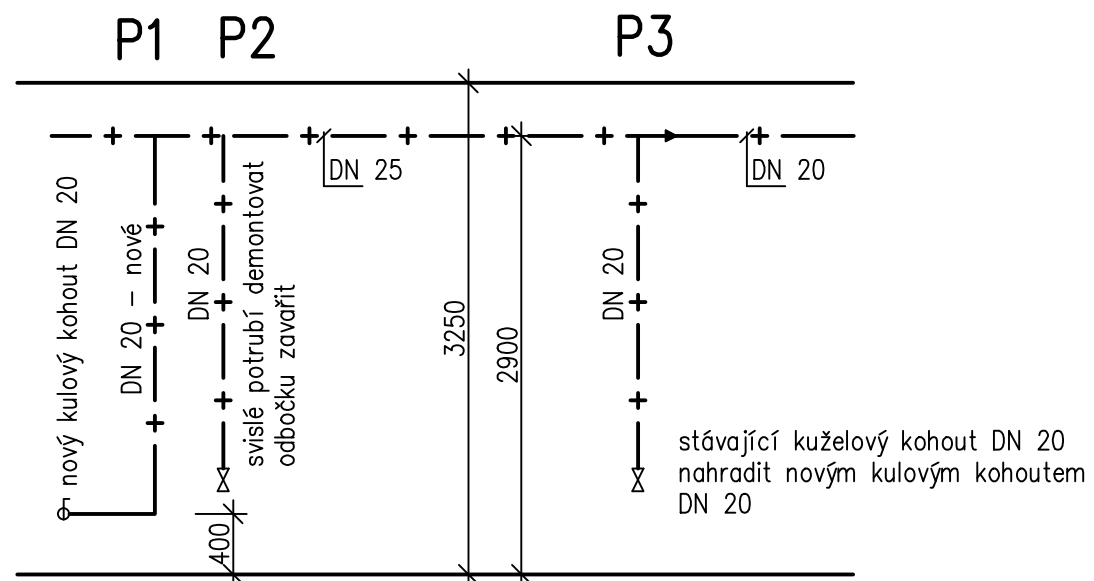 P1
P2
P3
DN 25
DN 20
nový kulový kohout DN 20
DN 20 – nové
DN 20
svislé potrubí demontovat
odbočku zavařit
3250
2900
DN 20
stávající kuželový kohout DN 20
nahradit novým kulovým kohoutem
DN 20
400